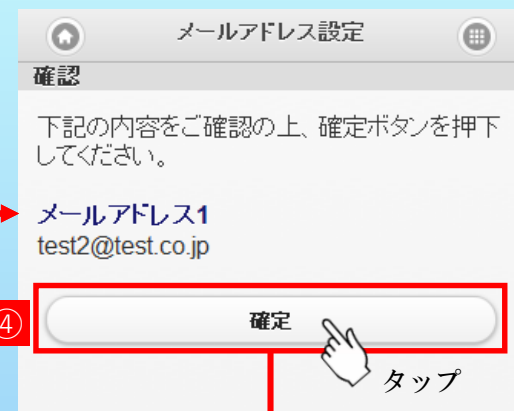 メールアドレス設定
確認
下記の内容をご確認の上、確定ボタンを押下
してください。
メールアドレス1
test2@test.co.jp
④
確定
タップ